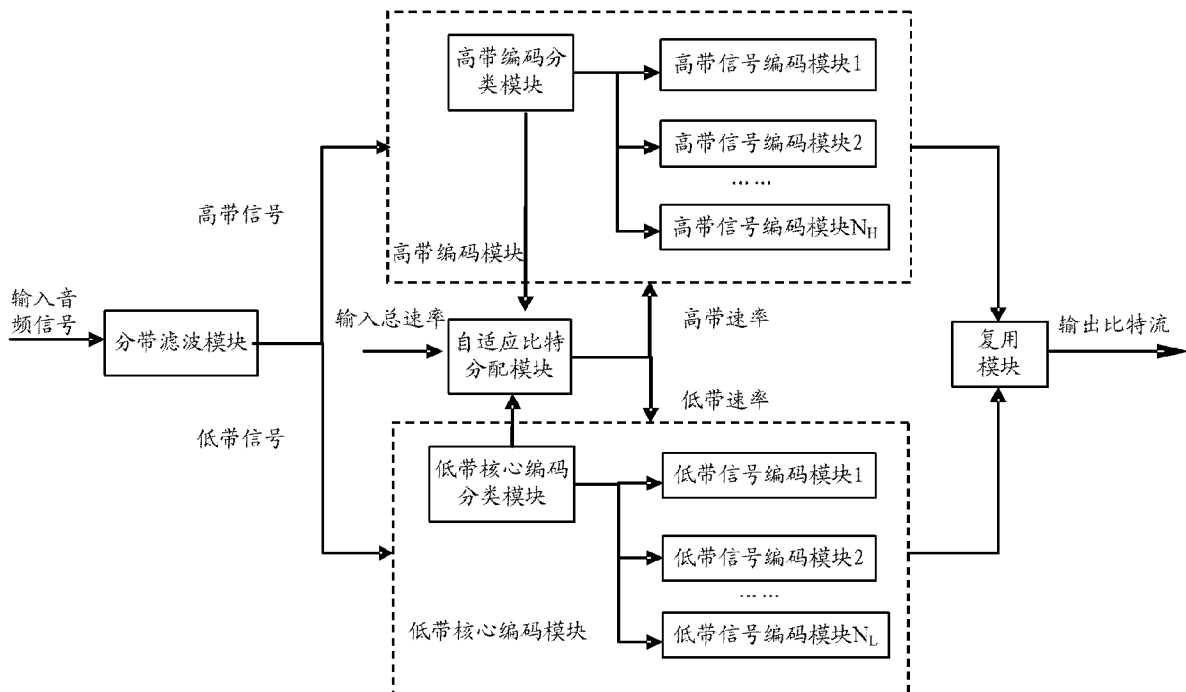 高带编码分
类模块
高带信号编码模块1
高带信号编码模块2
... ...
高带信号编码模块N_H
高带信号
高带编码模块
输入音
频信号
分带滤波模块
输入总速率
自适应比特
分配模块
高带速率
低带速率
复用
模块
输出比特流
低带信号
低带核心编码
分类模块
低带信号编码模块1
低带信号编码模块2
... ...
低带信号编码模块N_L
低带核心编码模块